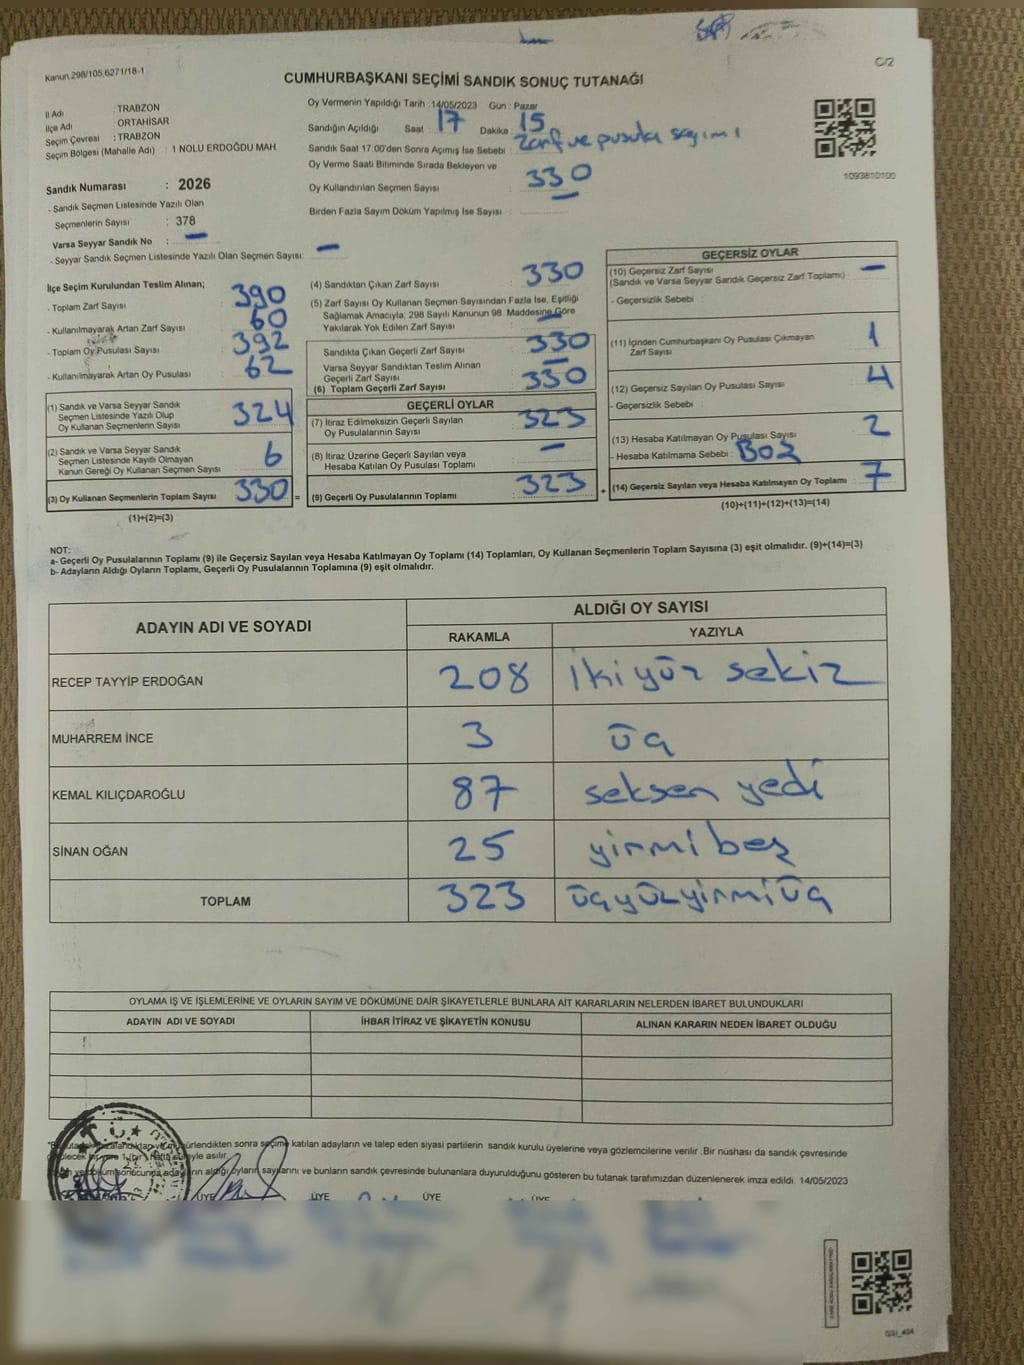 Kanun.298/105,6271/18-1
C/2
CUMHURBAŞKANI SEÇİMİ SANDIK SONUÇ TUTANAĞI
İl Adı : TRABZON
İlçe Adı : ORTAHİSAR
Seçim Çevresi : TRABZON
Seçim Bölgesi (Mahalle Adı) : 1 NOLU ERDOĞDU MAH.
Oy Vermenin Yapıldığı Tarih : 14/05/2023 Gün : Pazar
Sandığın Açıldığı Saat : 17 Dakika : 15
Sandık Saat 17.00'den Sonra Açımış İse Sebebi : Zarf ve pusula sayımı
Oy Verme Saati Bitiminde Sırada Bekleyen ve
Oy Kullandırılan Seçmen Sayısı : 330
Birden Fazla Sayım Döküm Yapılmış İse Sayısı :
1093810100
Sandık Numarası : 2026
- Sandık Seçmen Listesinde Yazılı Olan
Seçmenlerin Sayısı : 378
Varsa Seyyar Sandık No : —
- Seyyar Sandık Seçmen Listesinde Yazılı Olan Seçmen Sayısı: —
İlçe Seçim Kurulundan Teslim Alınan;
- Toplam Zarf Sayısı : 390
- Kullanılmayarak Artan Zarf Sayısı : 60
- Toplam Oy Pusulası Sayısı : 392
- Kullanılmayarak Artan Oy Pusulası : 62
(1) Sandık ve Varsa Seyyar Sandık
Seçmen Listesinde Yazılı Olup
Oy Kullanan Seçmenlerin Sayısı : 324
(2) Sandık ve Varsa Seyyar Sandık
Seçmen Listesinde Kayıtlı Olmayan
Kanun Gereği Oy Kullanan Seçmen Sayısı : 6
(3) Oy Kullanan Seçmenlerin Toplam Sayısı : 330 =
(1)+(2)=(3)
(4) Sandıktan Çıkan Zarf Sayısı : 330
(5) Zarf Sayısı Oy Kullanan Seçmen Sayısından Fazla İse, Eşitliği
Sağlamak Amacıyla, 298 Sayılı Kanunun 98. Maddesine Göre
Yakılarak Yok Edilen Zarf Sayısı : —
Sandıkta Çıkan Geçerli Zarf Sayısı : 330
Varsa Seyyar Sandıktan Teslim Alınan
Geçerli Zarf Sayısı : —
(6) Toplam Geçerli Zarf Sayısı : 330
GEÇERLİ OYLAR
(7) İtiraz Edilmeksizin Geçerli Sayılan
Oy Pusulalarının Sayısı : 323
(8) İtiraz Üzerine Geçerli Sayılan veya
Hesaba Katılan Oy Pusulası Toplamı : —
(9) Geçerli Oy Pusulalarının Toplamı : 323 +
GEÇERSİZ OYLAR
(10) Geçersiz Zarf Sayısı
(Sandık ve Varsa Seyyar Sandık Geçersiz Zarf Toplamı) : —
- Geçersizlik Sebebi :
(11) İçinden Cumhurbaşkanı Oy Pusulası Çıkmayan
Zarf Sayısı : 1
(12) Geçersiz Sayılan Oy Pusulası Sayısı : 4
- Geçersizlik Sebebi :
(13) Hesaba Katılmayan Oy Pusulası Sayısı : 2
- Hesaba Katılmama Sebebi : BOŞ
(14) Geçersiz Sayılan veya Hesaba Katılmayan Oy Toplamı : 7
(10)+(11)+(12)+(13)=(14)
NOT:
a- Geçerli Oy Pusulalarının Toplamı (9) ile Geçersiz Sayılan veya Hesaba Katılmayan Oy Toplamı (14) Toplamları, Oy Kullanan Seçmenlerin Toplam Sayısına (3) eşit olmalıdır. (9)+(14)=(3)
b- Adayların Aldığı Oyların Toplamı, Geçerli Oy Pusulalarının Toplamına (9) eşit olmalıdır.
ADAYIN ADI VE SOYADI ALDIĞI OY SAYISI
RAKAMLA YAZIYLA
RECEP TAYYİP ERDOĞAN 208 ikiyüz sekiz
MUHARREM İNCE 3 üç
KEMAL KILIÇDAROĞLU 87 seksen yedi
SİNAN OĞAN 25 yirmi beş
TOPLAM 323 üçyüzyirmiüç
OYLAMA İŞ VE İŞLEMLERİNE VE OYLARIN SAYIM VE DÖKÜMÜNE DAİR ŞİKAYETLERLE BUNLARA AİT KARARLARIN NELERDEN İBARET BULUNDUKLARI
ADAYIN ADI VE SOYADI İHBAR İTİRAZ VE ŞİKAYETİN KONUSU ALINAN KARARIN NEDEN İBARET OLDUĞU
sonra seçime katılan adayların ve talep eden siyasi partilerin sandık kurulu üyelerine veya gözlemcilerine verilir .Bir nüshası da sandık çevresinde
asılır.
aldığı oyların sayılarını ve bunların sandık çevresinde bulunanlara duyurulduğunu gösteren bu tutanak tarafımızdan düzenlenerek imza edildi. 14/05/2023
ÜYE ÜYE ÜYE ÜYE